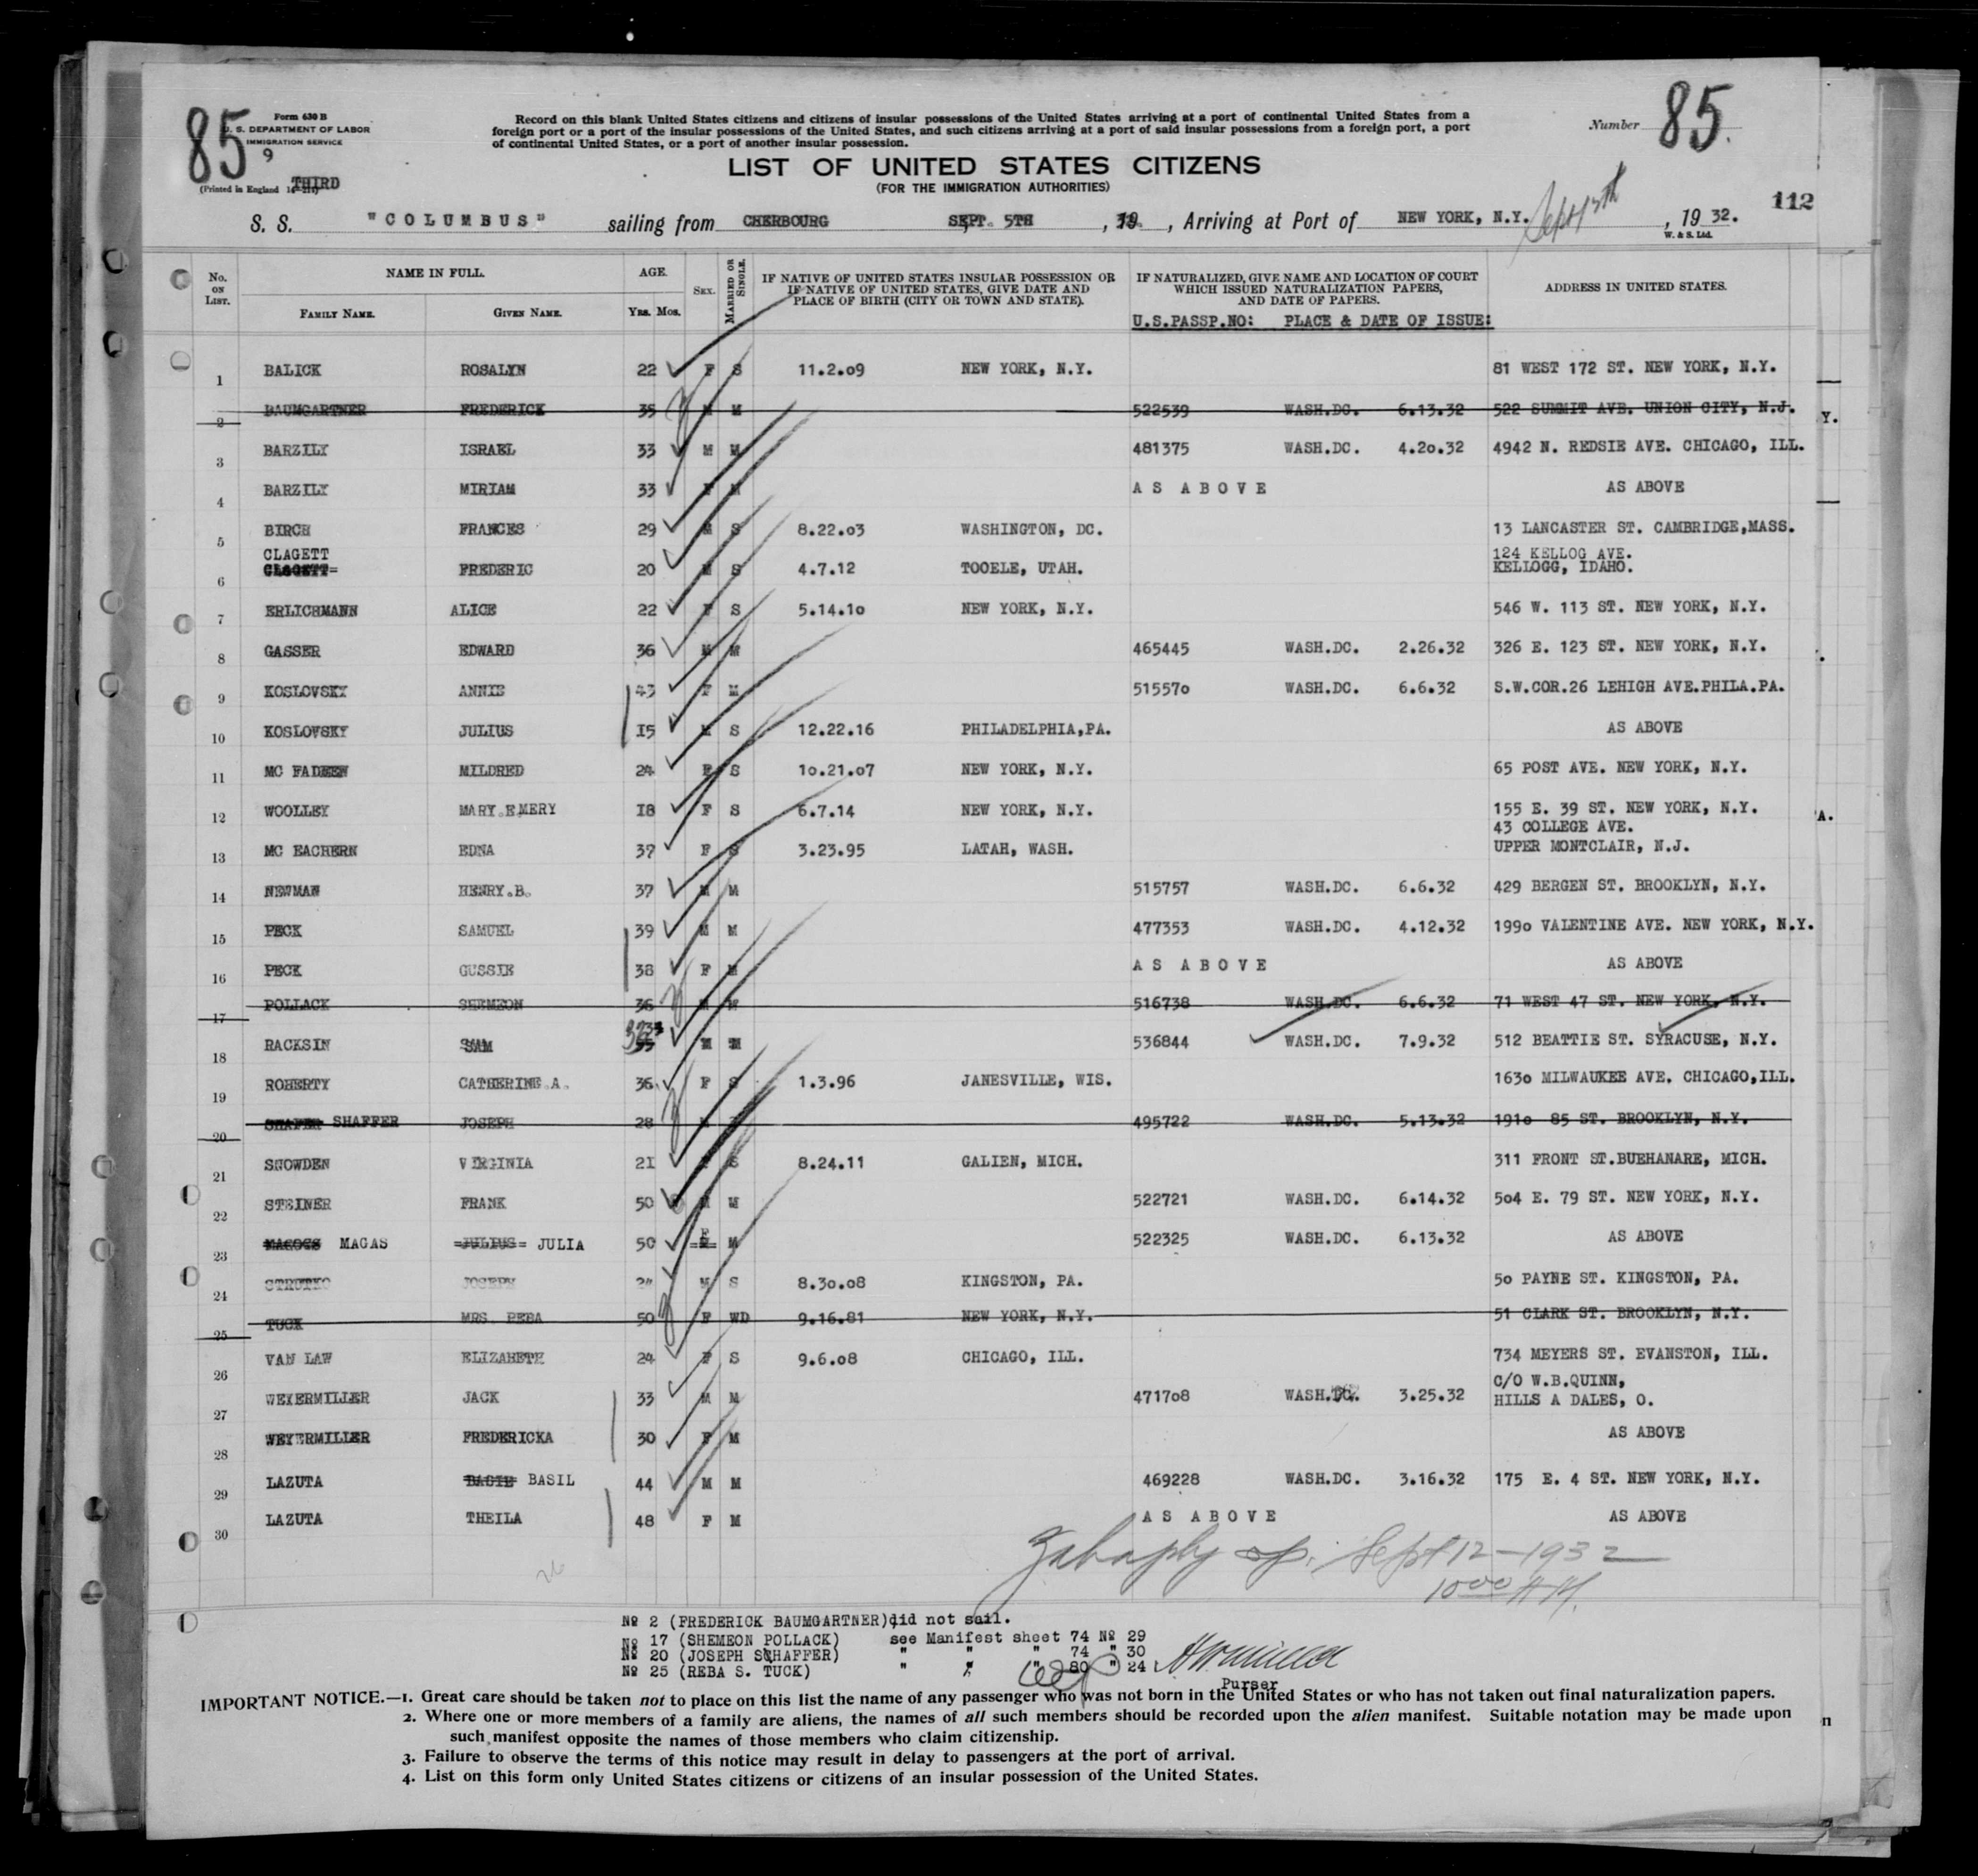 85
Form 630 B
U. S. DEPARTMENT OF LABOR
IMMIGRATION SERVICE
9
THIRD
(Printed in England
Record on this blank United States citizens and citizens of insular possessions of the United States arriving at a port of continental United States from a
foreign port or a port of the insular possessions of the United States, and such citizens arriving at a port of said insular possessions from a foreign port, a port
of continental United States, or a port of another insular possession.
Number 85.
LIST OF UNITED STATES CITIZENS
(FOR THE IMMIGRATION AUTHORITIES)
112
S. S. "COLUMBUS" sailing from CHERBOURG SEPT. 5TH , 19 , Arriving at Port of NEW YORK, N.Y. Sept 13th , 19 32.
W. & S. Ltd.
No. ON LIST. NAME IN FULL. FAMILY NAME. GIVEN NAME. AGE. YRS. MOS. SEX. MARRIED OR SINGLE. IF NATIVE OF UNITED STATES INSULAR POSSESSION OR IF NATIVE OF UNITED STATES, GIVE DATE AND PLACE OF BIRTH (CITY OR TOWN AND STATE). IF NATURALIZED, GIVE NAME AND LOCATION OF COURT WHICH ISSUED NATURALIZATION PAPERS, AND DATE OF PAPERS. ADDRESS IN UNITED STATES.
U.S.PASSP.NO: PLACE & DATE OF ISSUE:
1 BALICK ROSALYN 22 F S 11.2.09 NEW YORK, N.Y. 81 WEST 172 ST. NEW YORK, N.Y.
2 BAUMGARTNER FREDERICK 35 M M 522539 WASH.DC. 6.13.32 522 SUMMIT AVE. UNION CITY, N.J.
3 BARZILY ISRAEL 33 M M 481375 WASH.DC. 4.20.32 4942 N. REDSIE AVE. CHICAGO, ILL.
4 BARZILY MIRIAM 33 F M AS ABOVE AS ABOVE
5 BIRCH FRANCES 29 M S 8.22.03 WASHINGTON, DC. 13 LANCASTER ST. CAMBRIDGE,MASS.
CLAGETT 124 KELLOG AVE.
6 FREDERIC 20 M S 4.7.12 TOOELE, UTAH. KELLOGG, IDAHO.
7 ERLICHMANN ALICE 22 F S 5.14.10 NEW YORK, N.Y. 546 W. 113 ST. NEW YORK, N.Y.
8 GASSER EDWARD 36 M M 465445 WASH.DC. 2.26.32 326 E. 123 ST. NEW YORK, N.Y.
9 KOSLOVSKY ANNIE 43 F M 515570 WASH.DC. 6.6.32 S.W.COR.26 LEHIGH AVE.PHILA.PA.
10 KOSLOVSKY JULIUS 15 M S 12.22.16 PHILADELPHIA,PA. AS ABOVE
11 MC FADEEN MILDRED 24 F S 10.21.07 NEW YORK, N.Y. 65 POST AVE. NEW YORK, N.Y.
12 WOOLLEY MARY.EMERY 18 F S 6.7.14 NEW YORK, N.Y. 155 E. 39 ST. NEW YORK, N.Y.
43 COLLEGE AVE.
13 MC EACHERN EDNA 37 F S 3.23.95 LATAH, WASH. UPPER MONTCLAIR, N.J.
14 NEWMAN HENRY.B. 37 M M 515757 WASH.DC. 6.6.32 429 BERGEN ST. BROOKLYN, N.Y.
15 PECK SAMUEL 39 M M 477353 WASH.DC. 4.12.32 1990 VALENTINE AVE. NEW YORK, N.Y.
16 PECK GUSSIE 38 F M AS ABOVE AS ABOVE
17 POLLACK SHEMEON 36 M M 516738 WASH.DC. 6.6.32 71 WEST 47 ST. NEW YORK, N.Y.
18 RACKSIN SAM M M 536844 WASH.DC. 7.9.32 512 BEATTIE ST. SYRACUSE, N.Y.
19 ROHERTY CATHERINE A. 36 F S 1.3.96 JANESVILLE, WIS. 1630 MILWAUKEE AVE. CHICAGO,ILL.
20 SHAFFER JOSEPH 28 M 495722 WASH.DC. 5.13.32 1910 85 ST. BROOKLYN, N.Y.
21 SNOWDEN VIRGINIA 21 F S 8.24.11 GALIEN, MICH. 311 FRONT ST.BUEHANARE, MICH.
22 STEINER FRANK 50 M M 522721 WASH.DC. 6.14.32 504 E. 79 ST. NEW YORK, N.Y.
23 MAGAS =JULIUS= JULIA 50 F M 522325 WASH.DC. 6.13.32 AS ABOVE
24 JOSEPH 24 M S 8.30.08 KINGSTON, PA. 50 PAYNE ST. KINGSTON, PA.
25 TUCK MRS. REBA 50 F WD 9.16.81 NEW YORK, N.Y. 51 CLARK ST. BROOKLYN, N.Y.
26 VAN LAW ELIZABETH 24 F S 9.6.08 CHICAGO, ILL. 734 MEYERS ST. EVANSTON, ILL.
C/O W.B.QUINN,
27 WEYERMILLER JACK 33 M M 471708 WASH.DC. 3.25.32 HILLS A DALES, O.
28 WEYERMILLER FREDERICKA 30 F M AS ABOVE
29 LAZUTA BASIL 44 M M 469228 WASH.DC. 3.16.32 175 E. 4 ST. NEW YORK, N.Y.
30 LAZUTA THEILA 48 F M AS ABOVE AS ABOVE
26
Sept 12-1932
1000 AM.
№ 2 (FREDERICK BAUMGARTNER)did not sail.
№ 17 (SHEMEON POLLACK) see Manifest sheet 74 № 29
№ 20 (JOSEPH SCHAFFER) " " " 74 " 30
№ 25 (REBA S. TUCK) " " " 80 " 24
Purser
IMPORTANT NOTICE.—1. Great care should be taken not to place on this list the name of any passenger who was not born in the United States or who has not taken out final naturalization papers.
2. Where one or more members of a family are aliens, the names of all such members should be recorded upon the alien manifest. Suitable notation may be made upon
such manifest opposite the names of those members who claim citizenship.
3. Failure to observe the terms of this notice may result in delay to passengers at the port of arrival.
4. List on this form only United States citizens or citizens of an insular possession of the United States.